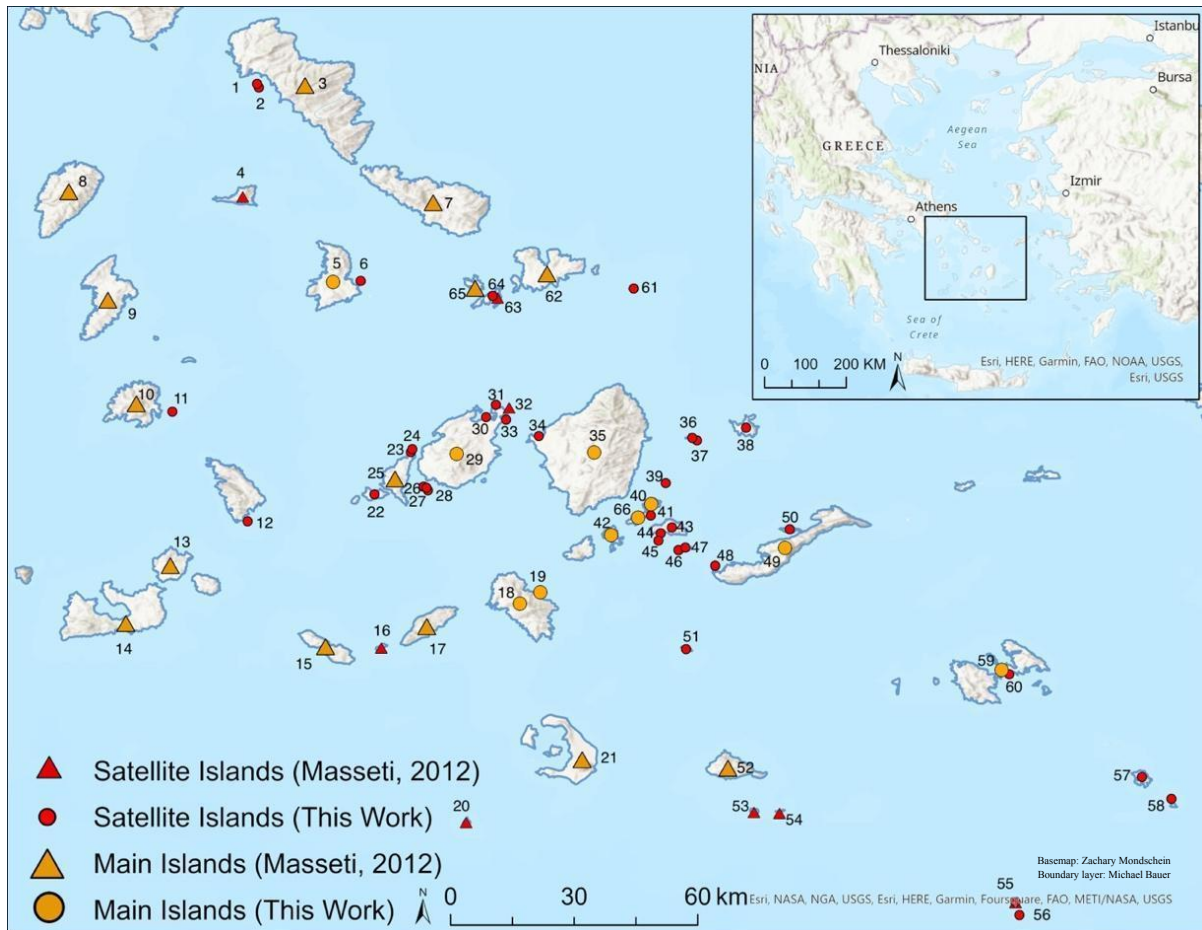 Istanbu
Thessaloniki
NIA
Bursa
Aegean
Sea
GREECE
Izmir
Athens
Sea of
Crete
0 100 200 KM
N
Esri, HERE, Garmin, FAO, NOAA, USGS,
Esri, USGS
1
2
3
4
8
7
5
6
9
65
64
63
62
61
10
11
31
32
30
33
34
35
36
37
38
24
23
29
25
26
27
28
22
39
40
66
41
42
43
44
45
46
47
48
50
49
12
13
14
19
18
16
15
17
51
59
60
21
52
53
54
57
58
20
55
56
Satellite Islands (Masseti, 2012)
Satellite Islands (This Work)
Main Islands (Masseti, 2012)
Main Islands (This Work)
N
0 30 60 km
Basemap: Zachary Mondschein
Boundary layer: Michael Bauer
Esri, NASA, NGA, USGS, Esri, HERE, Garmin, Foursquare, FAO, METI/NASA, USGS